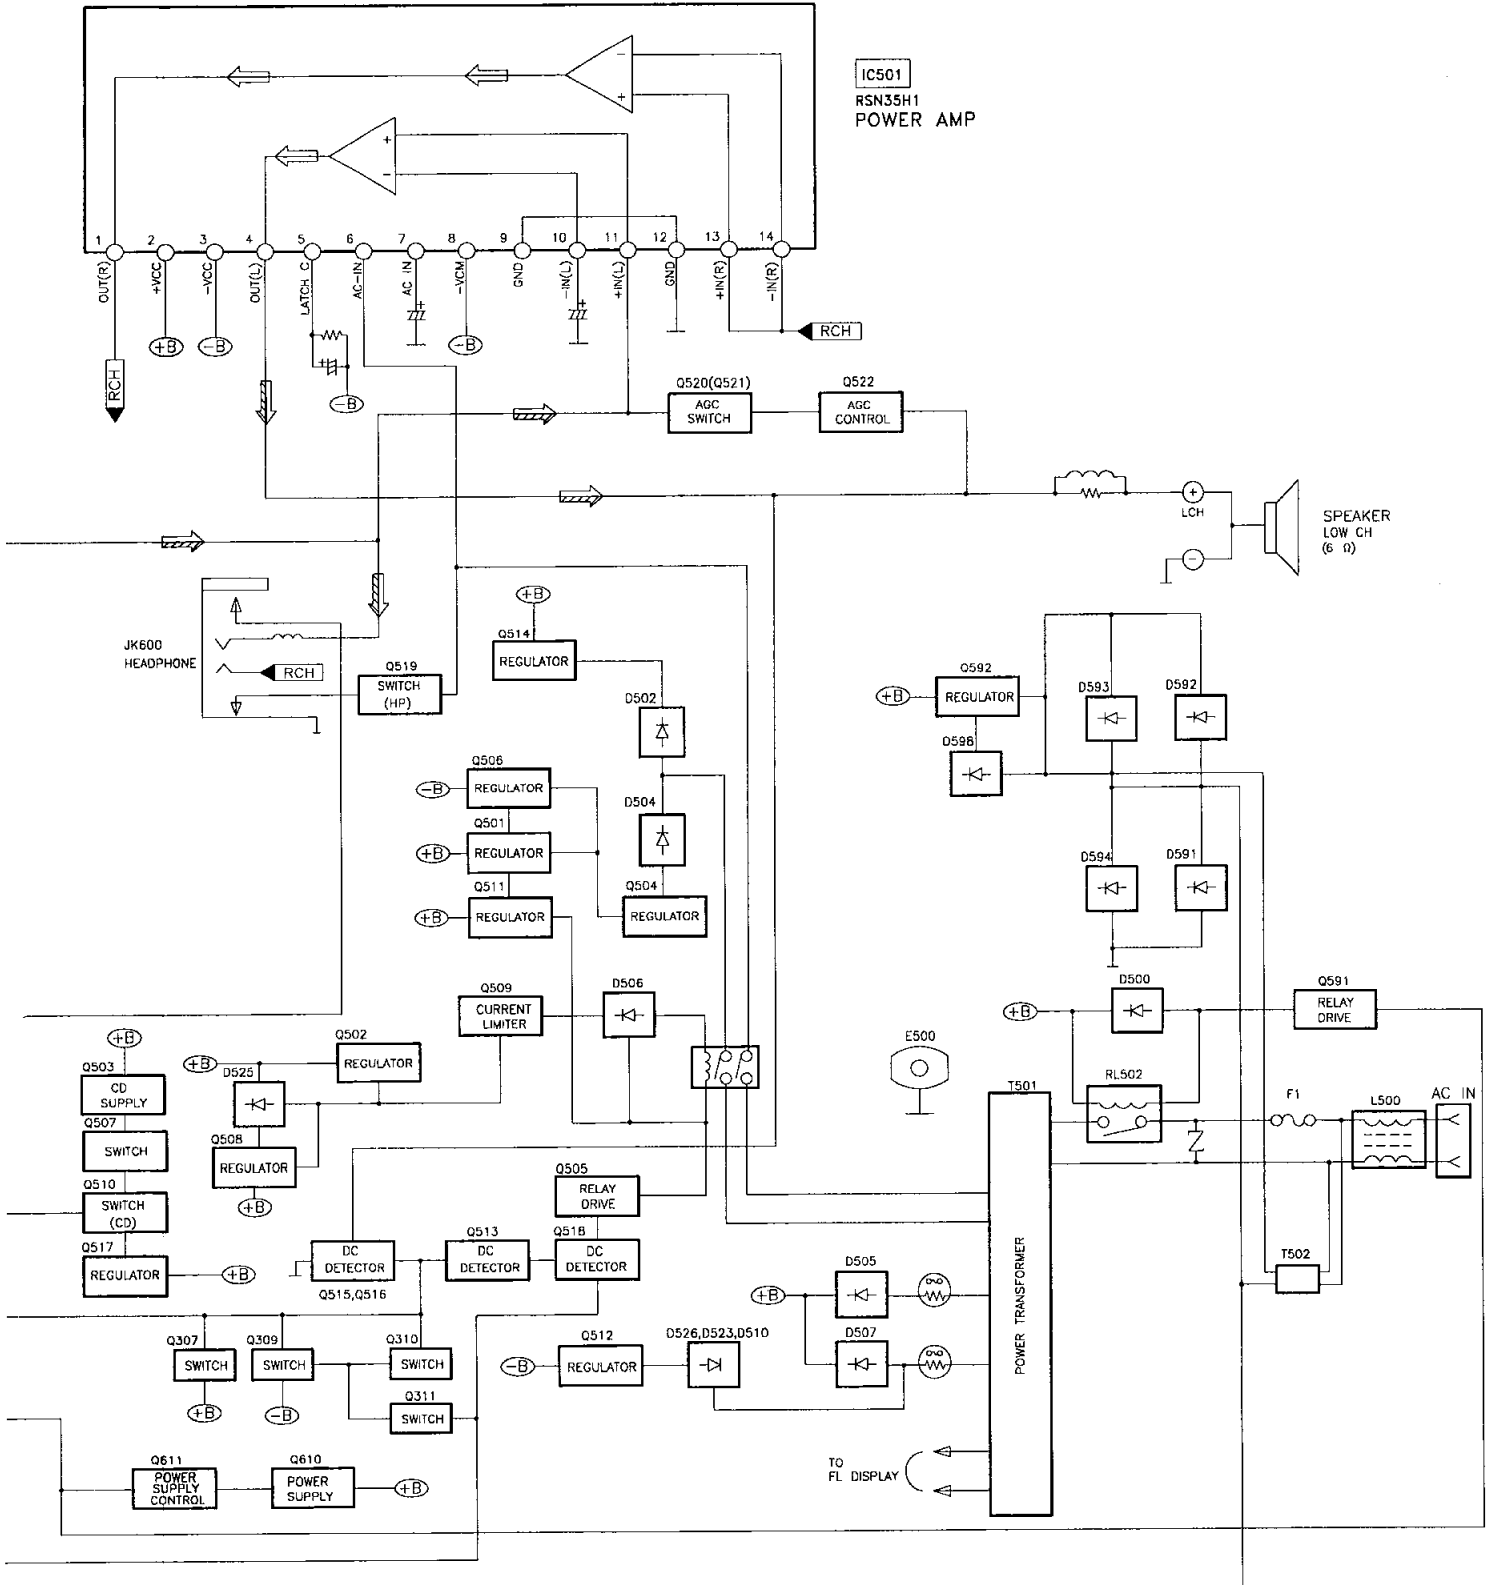 IC501
RSN35H1
POWER AMP
− +
+ −
1 2 3 4 5 6 7 8 9 10 11 12 13 14
OUT(R) +VCC −VCC OUT(L) LATCH C AC-IN AC IN −VCM GND −IN(L) +IN(L) GND +IN(R) −IN(R)
+B −B −B RCH
RCH
+ +
−B
Q520(Q521) Q522
AGC SWITCH
AGC CONTROL
+
LCH
−
SPEAKER
LOW CH
(6 Ω)
JK600
HEADPHONE
RCH
Q519
SWITCH
(HP)
+B
Q514
REGULATOR
D502
D504
Q506
−B REGULATOR
Q501
+B REGULATOR
Q511
+B REGULATOR
Q504
REGULATOR
Q592
+B REGULATOR
D598
D593 D592
D594 D591
Q509
CURRENT
LIMITER
D506
D500
+B
Q591
RELAY
DRIVE
E500
+B
Q503
CD
SUPPLY
Q507
SWITCH
Q510
SWITCH
(CD)
Q517
REGULATOR +B
+B
Q502
REGULATOR
D525
Q508
REGULATOR
+B
T501
POWER TRANSFORMER
RL502
F1
L500
AC IN
T502
Q505
RELAY
DRIVE
DC
DETECTOR
Q515,Q516
Q513
DC
DETECTOR
Q518
DC
DETECTOR
D505
+B
D507
Q307
SWITCH
+B
Q309
SWITCH
−B
Q310
SWITCH
Q311
SWITCH
Q512
−B REGULATOR
D526,D523,D510
Q611
POWER
SUPPLY
CONTROL
Q610
POWER
SUPPLY
+B
TO
FL DISPLAY